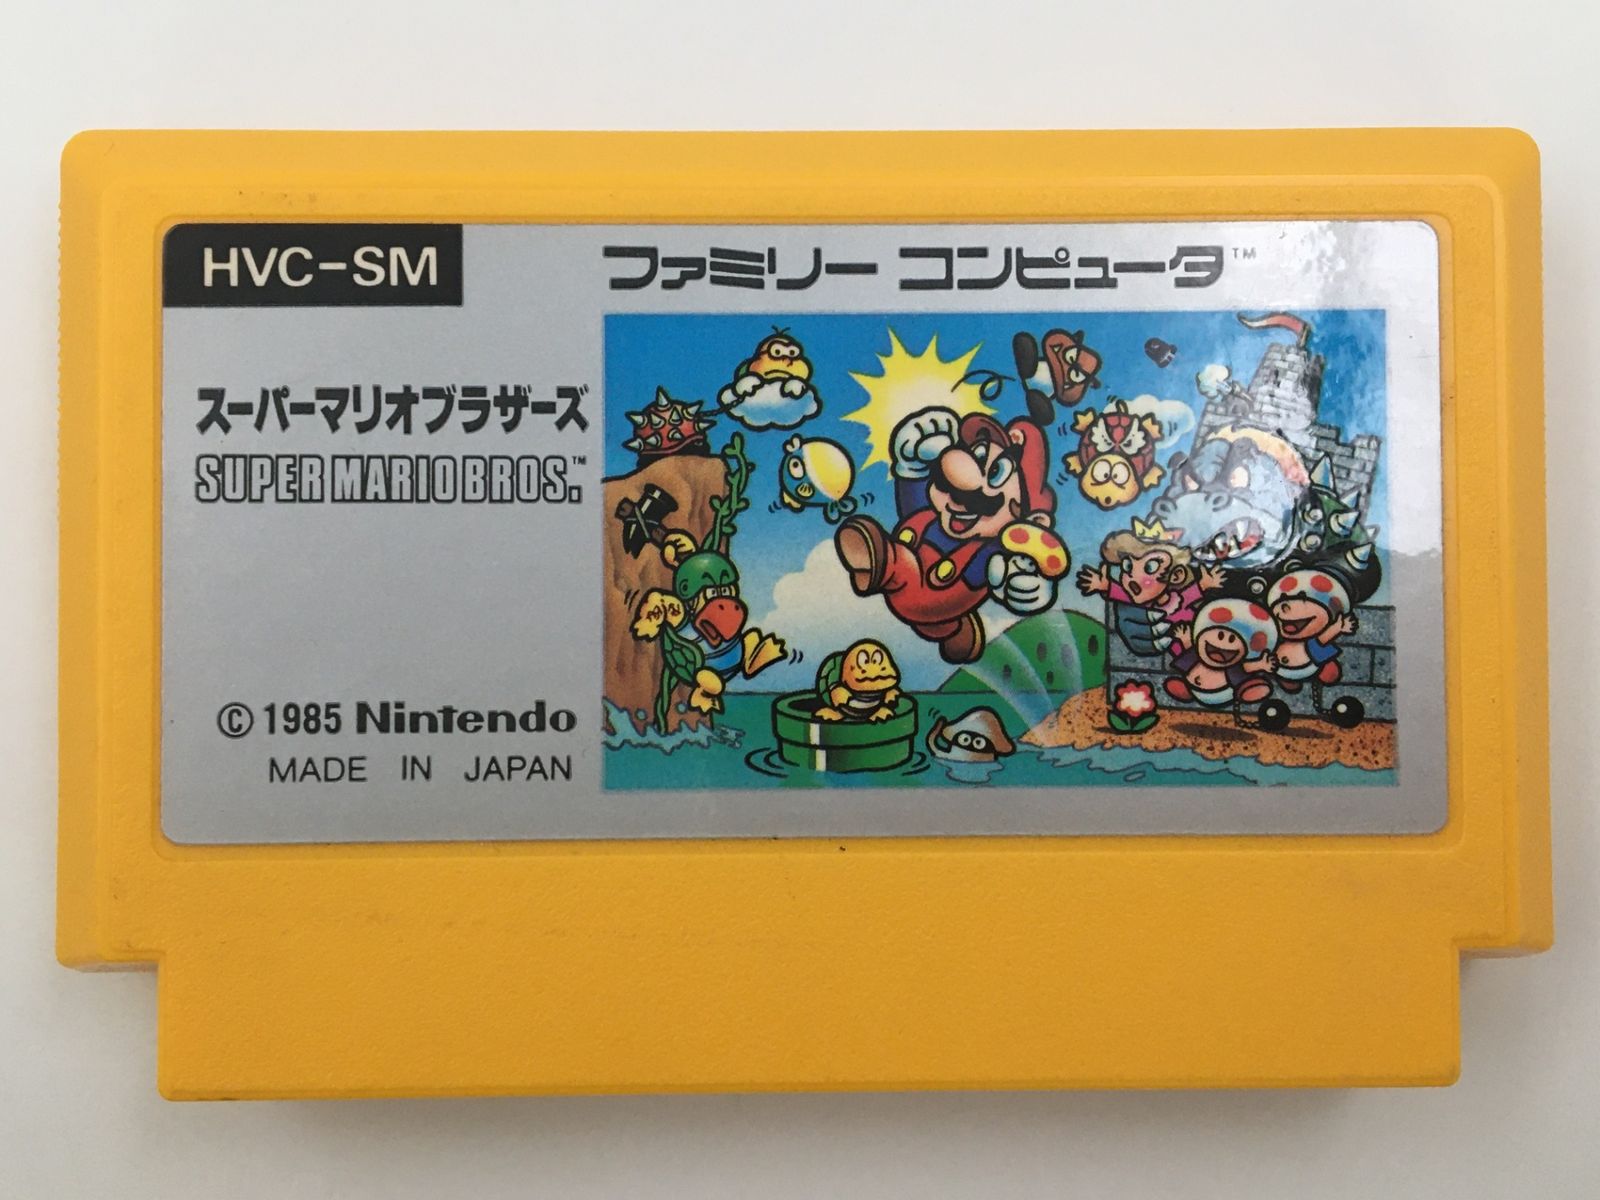 HVC-SM
ファミリー コンピュータ™
スーパーマリオブラザーズ
SUPER MARIO BROS.™
© 1985 Nintendo
MADE IN JAPAN